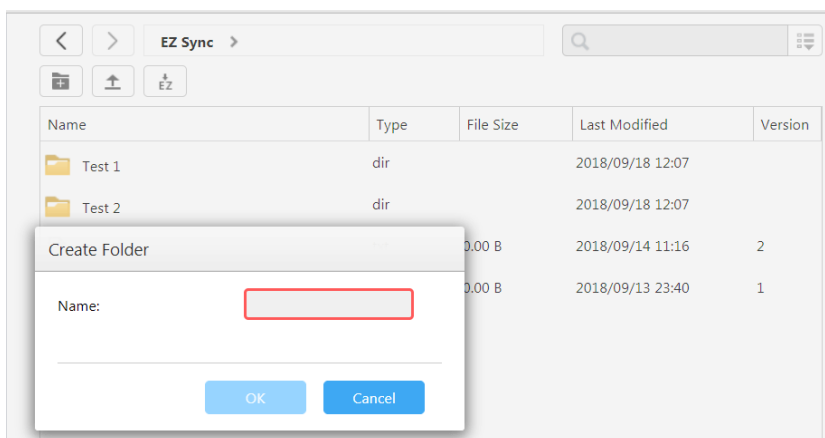 EZ Sync >
EZ
Name Type File Size Last Modified Version
Test 1 dir 2018/09/18 12:07
Test 2 dir 2018/09/18 12:07
0.00 B 2018/09/14 11:16 2
0.00 B 2018/09/13 23:40 1
Create Folder
Name:
OK Cancel